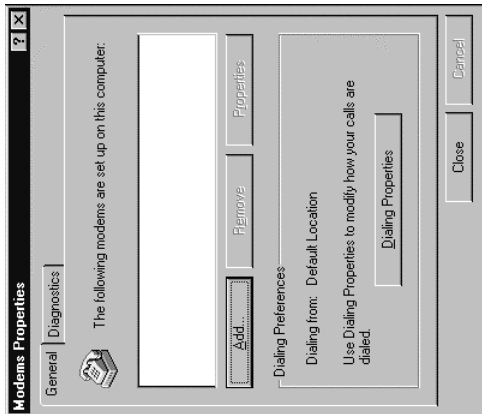 Modems Properties
? ×
General
Diagnostics
The following modems are set up on this computer:
Add...
Remove
Properties
Dialing Preferences
Dialing from: Default Location
Use Dialing Properties to modify how your calls are
dialed.
Dialing Properties
Close
Cancel